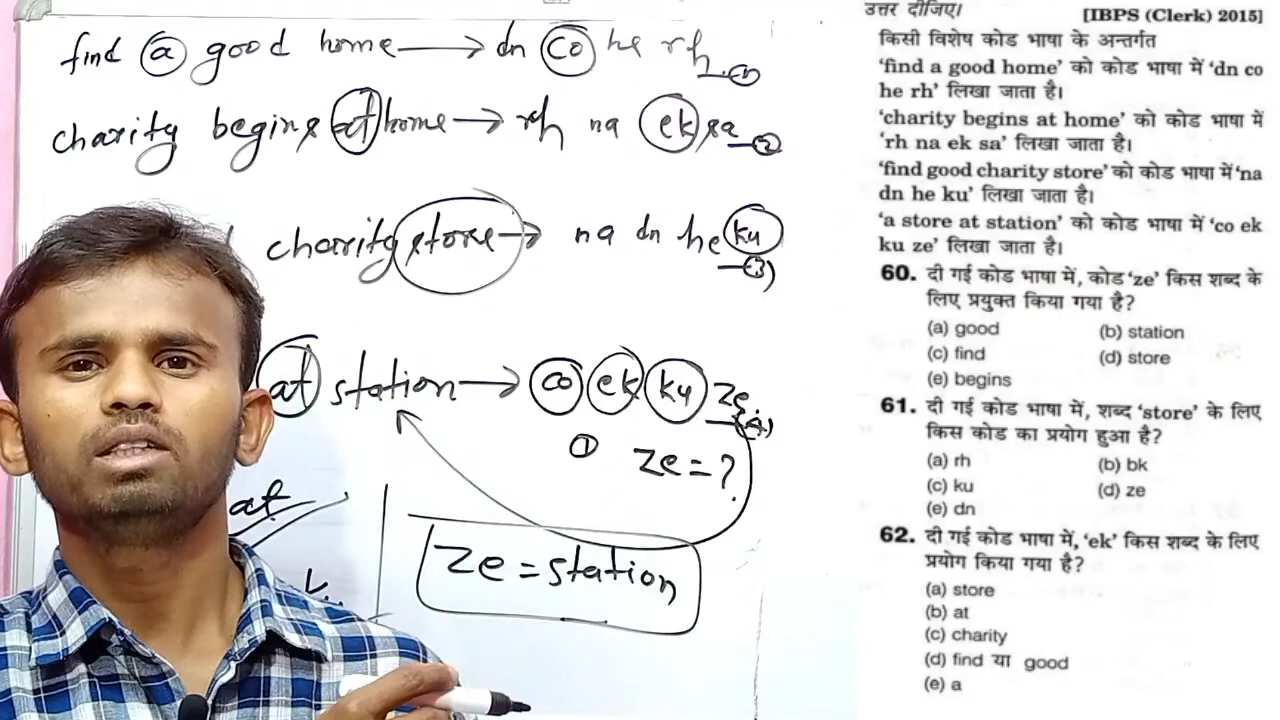 find a good home → dn co he rh -①
charity begins at home → rh na ek sa -②
charity store → na dn he ku -③
at station → co ek ku ze -④
① ze = ?
at
ze = station
उत्तर दीजिए।
[IBPS (Clerk) 2015]
किसी विशेष कोड भाषा के अन्तर्गत
'find a good home' को कोड भाषा में 'dn co
he rh' लिखा जाता है।
'charity begins at home' को कोड भाषा में
'rh na ek sa' लिखा जाता है।
'find good charity store' को कोड भाषा में 'na
dn he ku' लिखा जाता है।
'a store at station' को कोड भाषा में 'co ek
ku ze' लिखा जाता है।
60. दी गई कोड भाषा में, कोड 'ze' किस शब्द के
लिए प्रयुक्त किया गया है?
(a) good (b) station
(c) find (d) store
(e) begins
61. दी गई कोड भाषा में, शब्द 'store' के लिए
किस कोड का प्रयोग हुआ है?
(a) rh (b) bk
(c) ku (d) ze
(e) dn
62. दी गई कोड भाषा में, 'ek' किस शब्द के लिए
प्रयोग किया गया है?
(a) store
(b) at
(c) charity
(d) find या good
(e) a